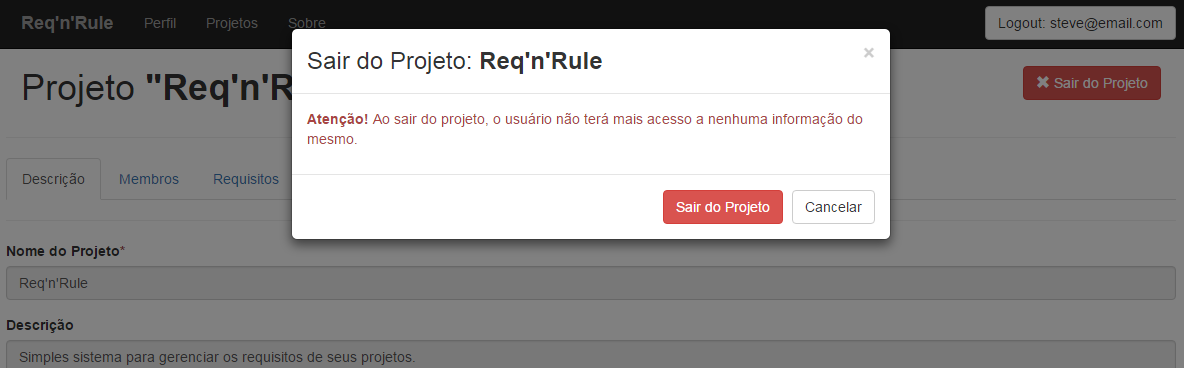 Req'n'Rule Perfil Projetos Sobre Logout: steve@email.com
Sair do Projeto: Req'n'Rule ×
Projeto "Req'n'R
✖ Sair do Projeto
Atenção! Ao sair do projeto, o usuário não terá mais acesso a nenhuma informação do
mesmo.
Descrição Membros Requisitos
Sair do Projeto Cancelar
Nome do Projeto*
Req'n'Rule
Descrição
Simples sistema para gerenciar os requisitos de seus projetos.